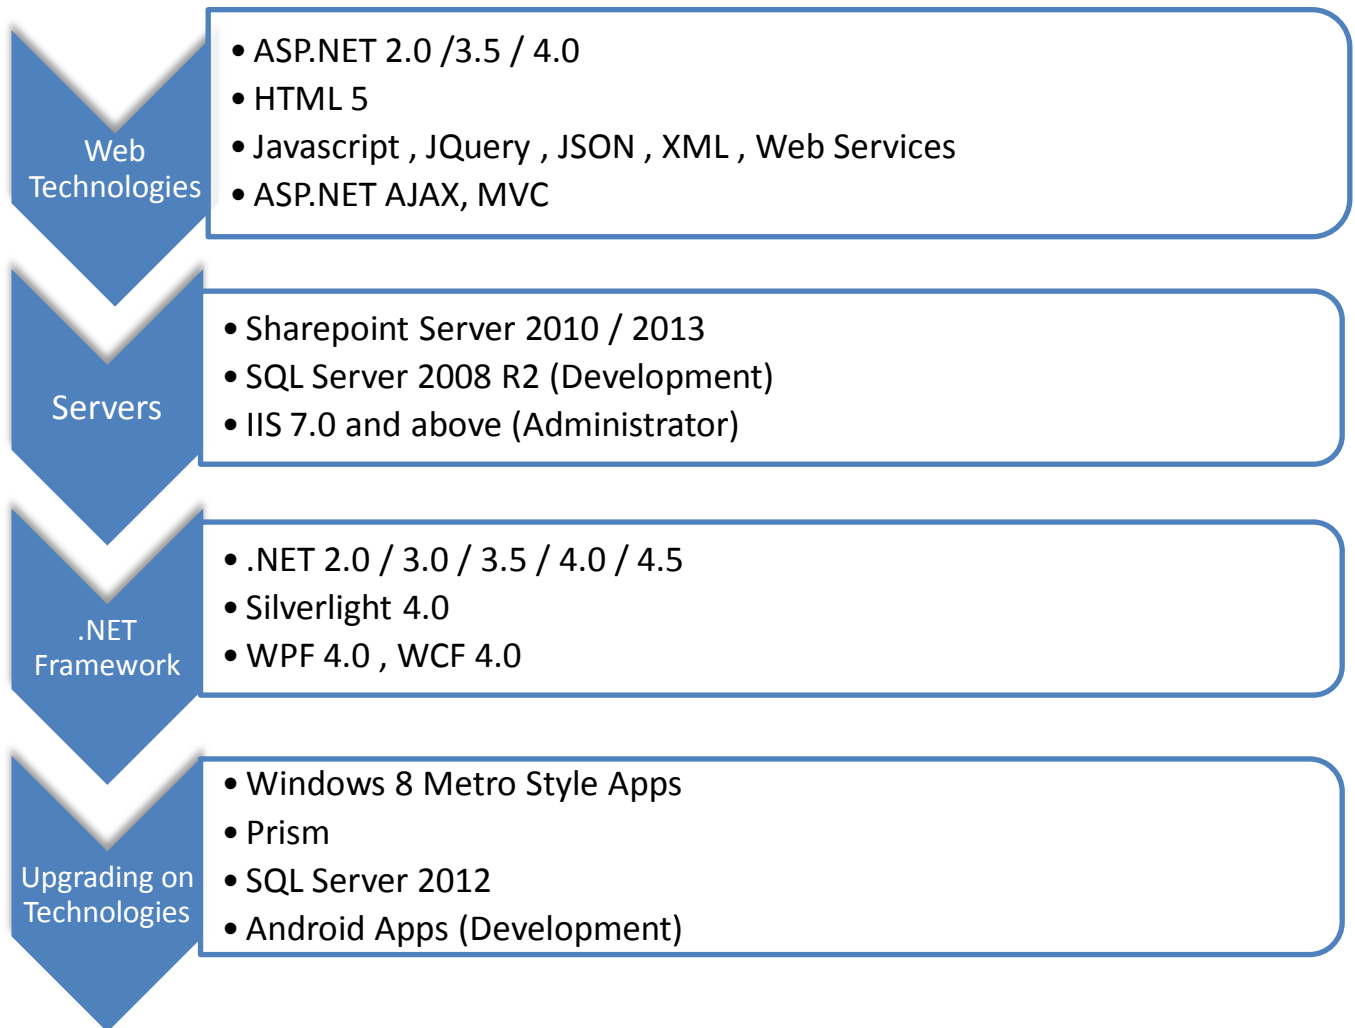 Web
Technologies
• ASP.NET 2.0 /3.5 / 4.0
• HTML 5
• Javascript , JQuery , JSON , XML , Web Services
• ASP.NET AJAX, MVC
Servers
• Sharepoint Server 2010 / 2013
• SQL Server 2008 R2 (Development)
• IIS 7.0 and above (Administrator)
.NET
Framework
• .NET 2.0 / 3.0 / 3.5 / 4.0 / 4.5
• Silverlight 4.0
• WPF 4.0 , WCF 4.0
Upgrading on
Technologies
• Windows 8 Metro Style Apps
• Prism
• SQL Server 2012
• Android Apps (Development)